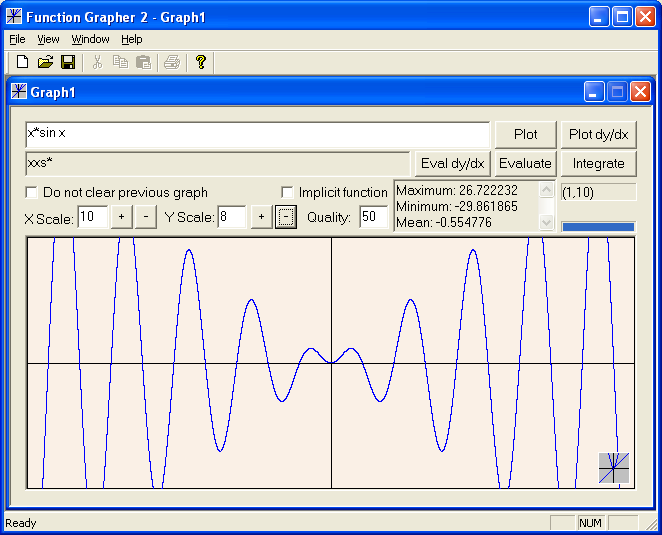 Function Grapher 2 - Graph1
File View Window Help
Graph1
x*sin x
Plot
Plot dy/dx
xxs*
Eval dy/dx
Evaluate
Integrate
Do not clear previous graph
Implicit function
Maximum: 26.722232
Minimum: -29.861865
Mean: -0.554776
(1,10)
X Scale: 10 + - Y Scale: 8 + - Quality: 50
Ready
NUM